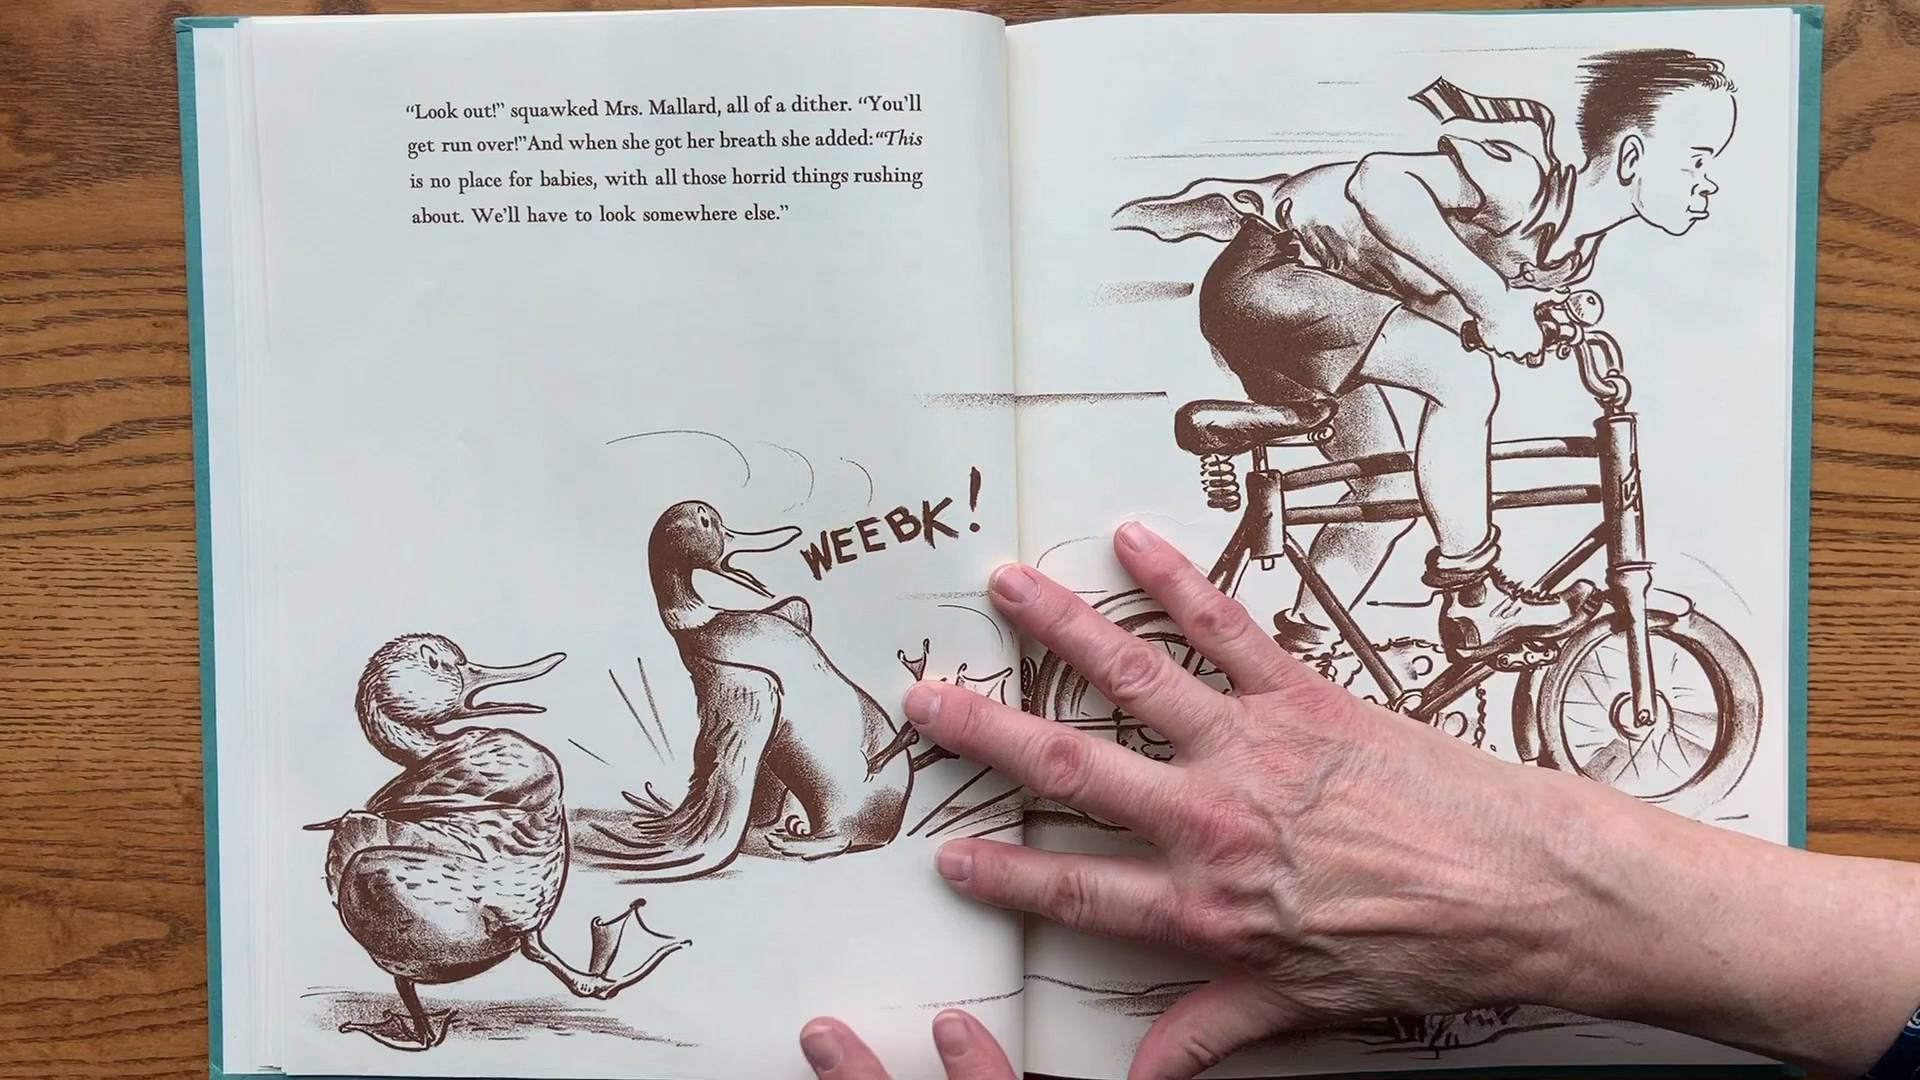 “Look out!” squawked Mrs. Mallard, all of a dither. “You’ll
get run over!” And when she got her breath she added: “This
is no place for babies, with all those horrid things rushing
about. We’ll have to look somewhere else.”
WEEBK!